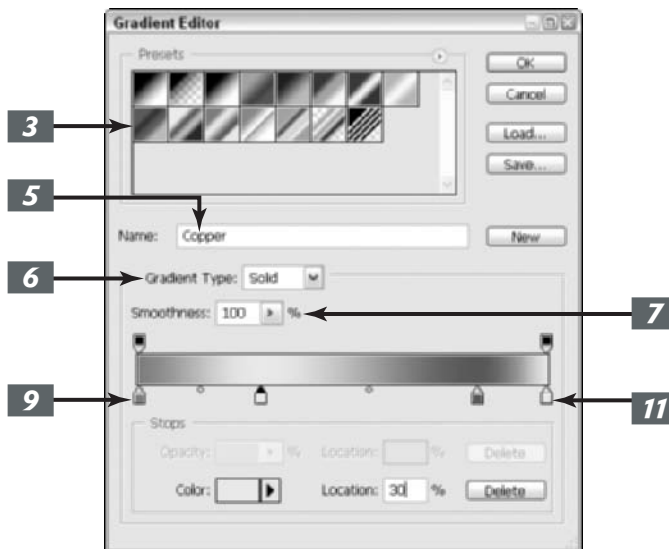 Gradient Editor
Presets
OK
Cancel
3
Load...
Save...
5
Name: Copper
New
6
Gradient Type: Solid
Smoothness: 100 %
7
9
11
Stops
Opacity: % Location: % Delete
Color: Location: 30 % Delete